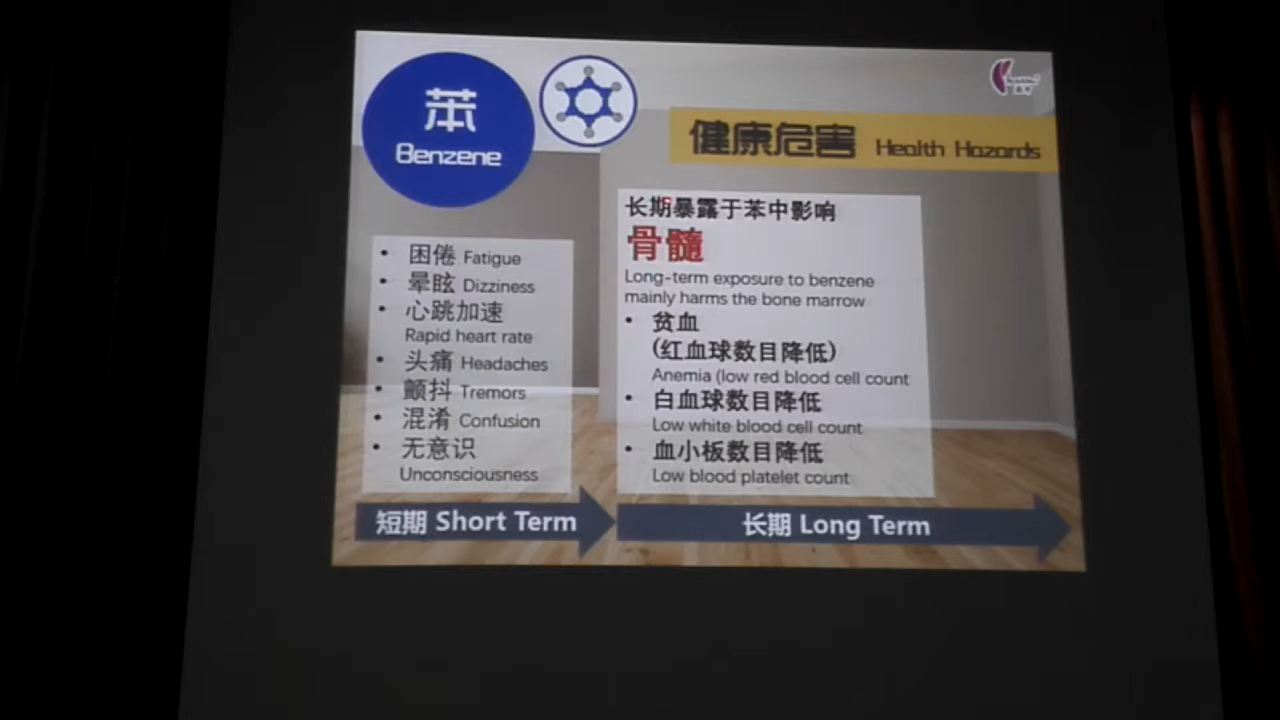 苯
Benzene
健康危害 Health Hazards
• 困倦 Fatigue
• 晕眩 Dizziness
• 心跳加速
Rapid heart rate
• 头痛 Headaches
• 颤抖 Tremors
• 混淆 Confusion
• 无意识
Unconsciousness
短期 Short Term
长期暴露于苯中影响
骨髓
Long-term exposure to benzene
mainly harms the bone marrow
• 贫血
(红血球数目降低)
Anemia (low red blood cell count
• 白血球数目降低
Low white blood cell count
• 血小板数目降低
Low blood platelet count
长期 Long Term